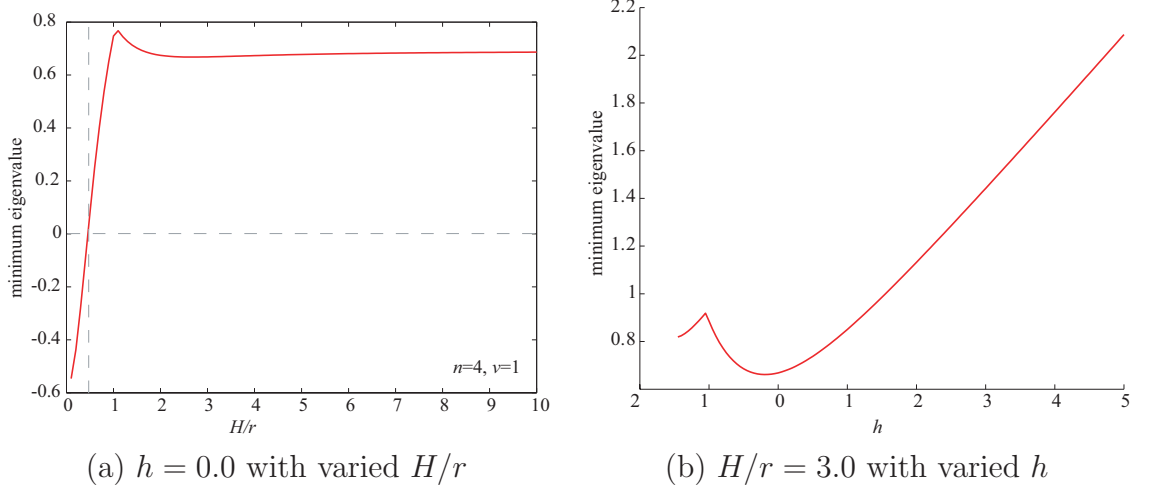 0.8
0.6
0.4
0.2
0
-0.2
-0.4
-0.6
minimum eigenvalue
0 1 2 3 4 5 6 7 8 9 10
H/r
n=4, v=1
(a) h = 0.0 with varied H/r
2.2
2
1.8
1.6
1.4
1.2
1
0.8
minimum eigenvalue
2 1 0 1 2 3 4 5
h
(b) H/r = 3.0 with varied h